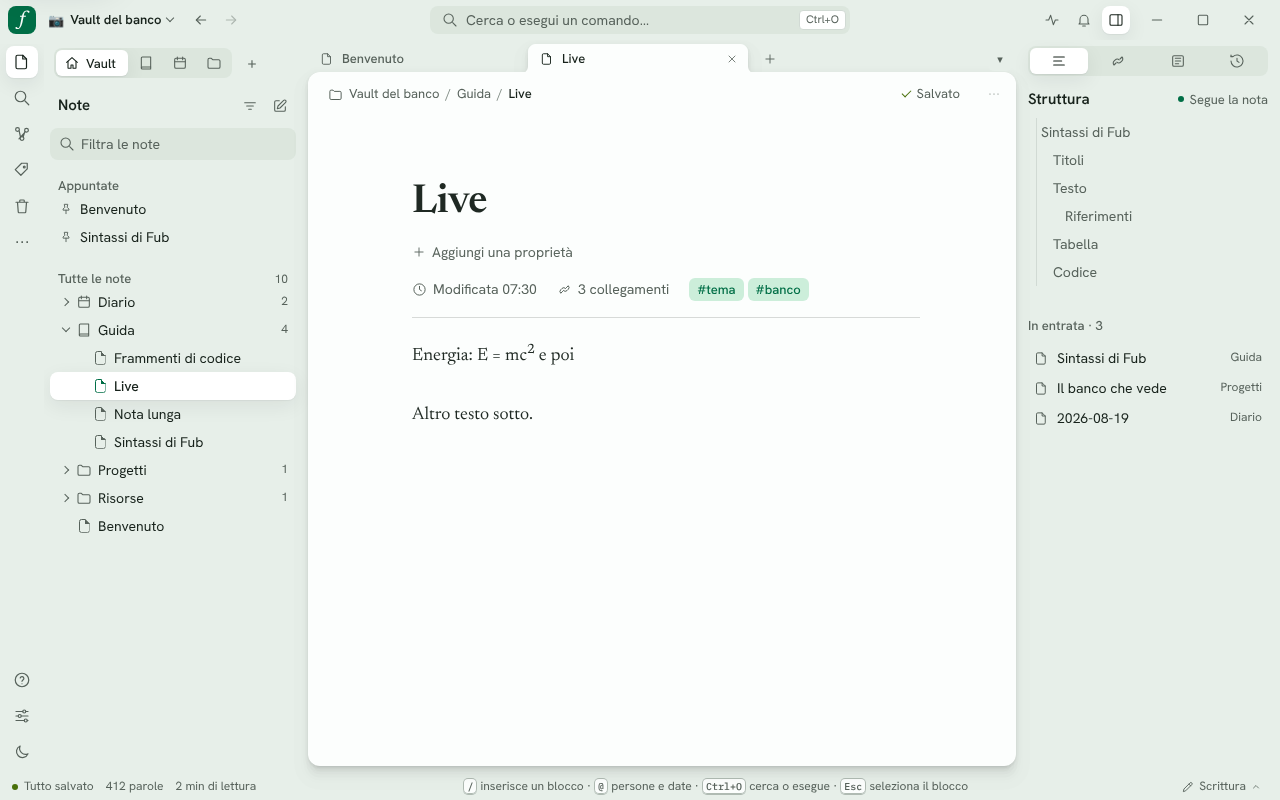 Vault del banco
Cerca o esegui un comando…
Ctrl+O
Vault
Note
Filtra le note
Appuntate
Benvenuto
Sintassi di Fub
Tutte le note 10
Diario 2
Guida 4
Frammenti di codice
Live
Nota lunga
Sintassi di Fub
Progetti 1
Risorse 1
Benvenuto
Benvenuto
Live
Vault del banco / Guida / Live
Salvato
Live
Aggiungi una proprietà
Modificata 07:30 3 collegamenti #tema #banco
Energia: E = mc² e poi
Altro testo sotto.
Struttura
Segue la nota
Sintassi di Fub
Titoli
Testo
Riferimenti
Tabella
Codice
In entrata · 3
Sintassi di Fub Guida
Il banco che vede Progetti
2026-08-19 Diario
Tutto salvato 412 parole 2 min di lettura
/ inserisce un blocco · @ persone e date · Ctrl+O cerca o esegue · Esc seleziona il blocco
Scrittura